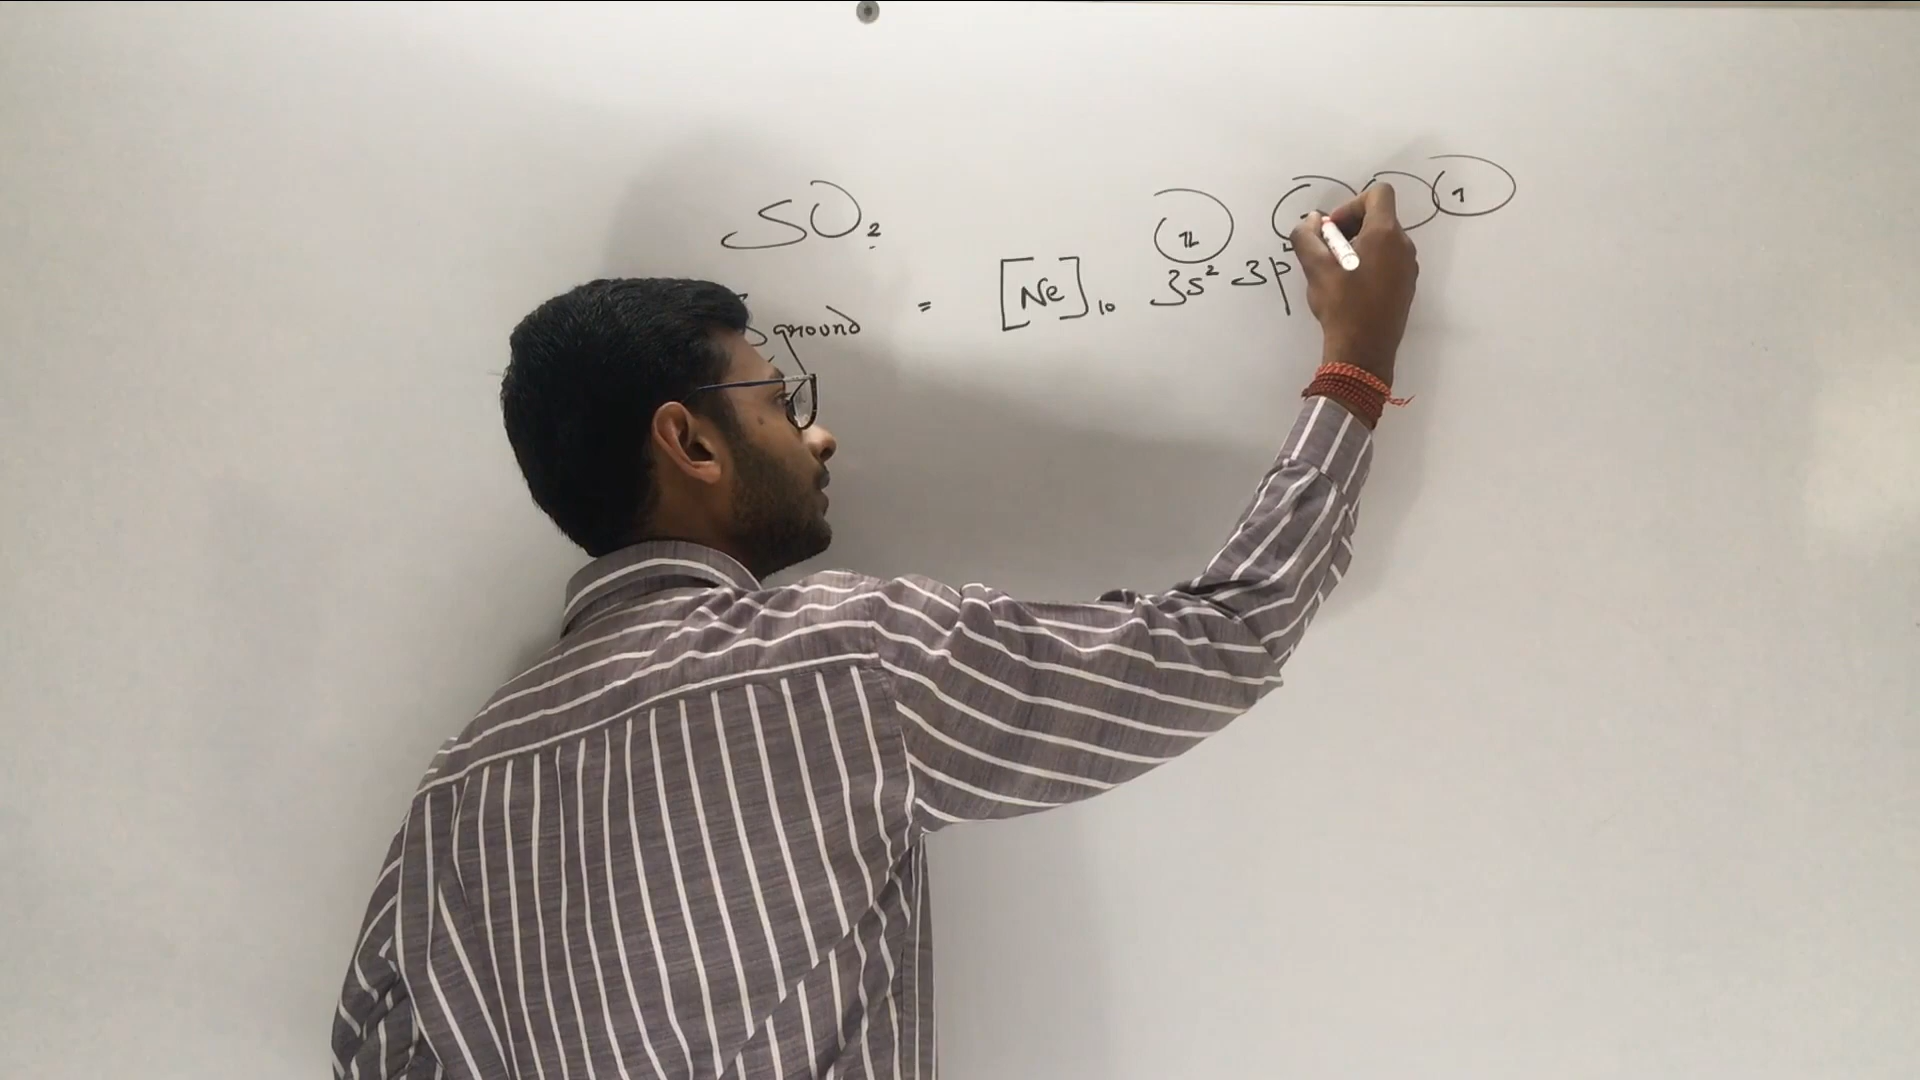 SO₂
ground = [Ne]₁₀ 3s² 3p